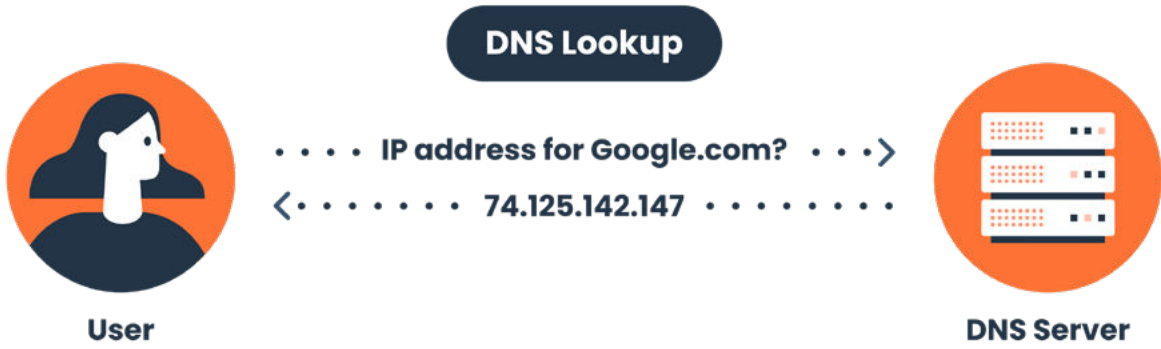 DNS Lookup
IP address for Google.com?
74.125.142.147
User
DNS Server